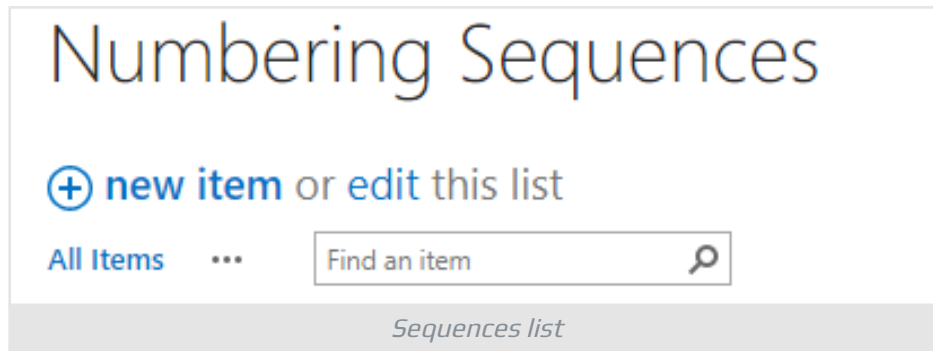 Numbering Sequences
new item or edit this list
All Items ... Find an item
Sequences list